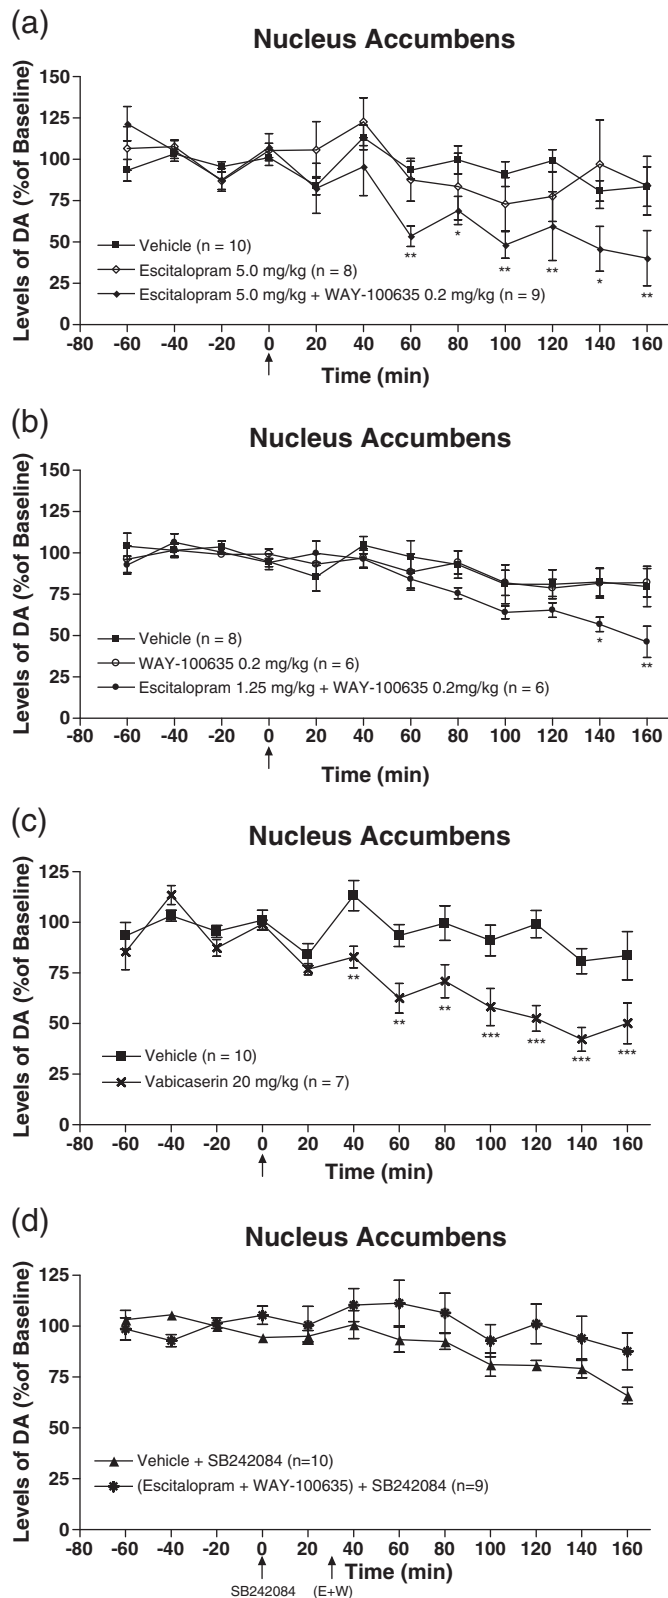 (a)
Nucleus Accumbens
Levels of DA (%of Baseline)
150
125
100
75
50
25
0
Vehicle (n = 10)
Escitalopram 5.0 mg/kg (n = 8)
Escitalopram 5.0 mg/kg + WAY-100635 0.2 mg/kg (n = 9)
** * ** ** * **
-80 -60 -40 -20 0 20 40 60 80 100 120 140 160
Time (min)
(b)
Nucleus Accumbens
Levels of DA (%of Baseline)
150
125
100
75
50
25
0
Vehicle (n = 8)
WAY-100635 0.2 mg/kg (n = 6)
Escitalopram 1.25 mg/kg + WAY-100635 0.2mg/kg (n = 6)
* **
-80 -60 -40 -20 0 20 40 60 80 100 120 140 160
Time (min)
(c)
Nucleus Accumbens
Levels of DA (%of Baseline)
125
100
75
50
25
0
** ** ** *** *** *** ***
Vehicle (n = 10)
Vabicaserin 20 mg/kg (n = 7)
-80 -60 -40 -20 0 20 40 60 80 100 120 140 160
Time (min)
(d)
Nucleus Accumbens
Levels of DA (%of Baseline)
125
100
75
50
25
0
Vehicle + SB242084 (n=10)
(Escitalopram + WAY-100635) + SB242084 (n=9)
-80 -60 -40 -20 0 20 40 60 80 100 120 140 160
Time (min)
SB242084 (E+W)